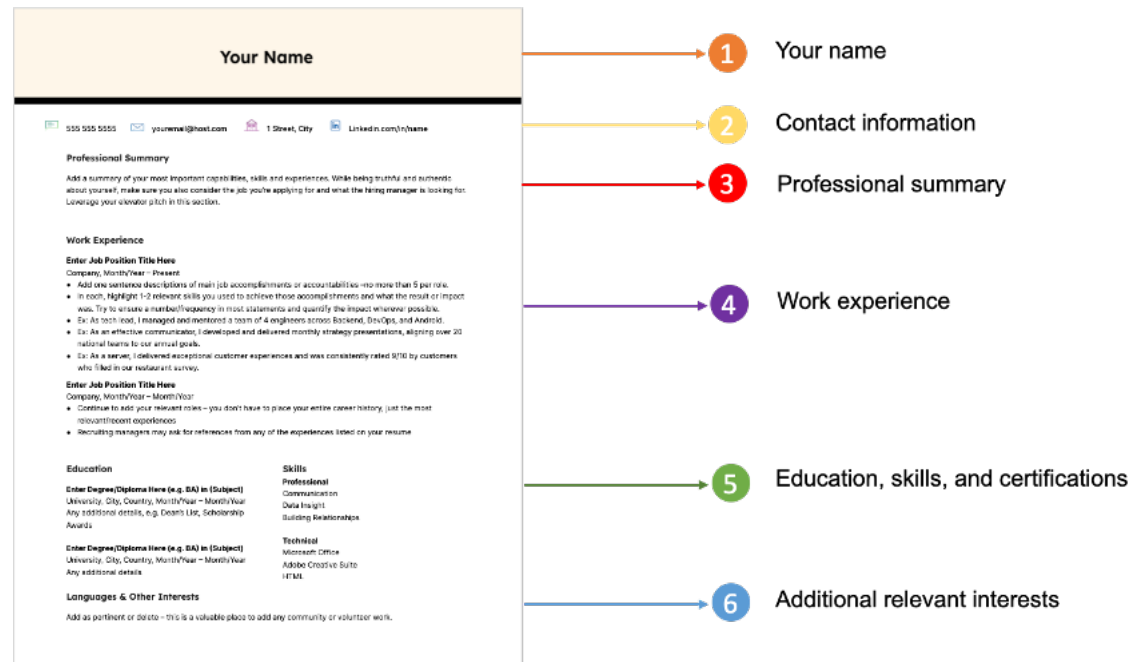 Your Name
555 555 5555 youremail@host.com 1 Street, City Linkedin.com/in/name
Professional Summary
Add a summary of your most important capabilities, skills and experiences. While being truthful and authentic
about yourself, make sure you also consider the job you're applying for and what the hiring manager is looking for.
Leverage your elevator pitch in this section.
Work Experience
Enter Job Position Title Here
Company, Month/Year – Present
• Add one sentence descriptions of main job accomplishments or accountabilities –no more than 5 per role.
• In each, highlight 1-2 relevant skills you used to achieve those accomplishments and what the result or impact
was. Try to ensure a number/frequency in most statements and quantify the impact wherever possible.
• Ex: As tech lead, I managed and mentored a team of 4 engineers across Backend, DevOps, and Android.
• Ex: As an effective communicator, I developed and delivered monthly strategy presentations, aligning over 20
national teams to our annual goals.
• Ex: As a server, I delivered exceptional customer experiences and was consistently rated 9/10 by customers
who filled in our restaurant survey.
Enter Job Position Title Here
Company, Month/Year – Month/Year
• Continue to add your relevant roles – you don't have to place your entire career history, just the most
relevant/recent experiences
• Recruiting managers may ask for references from any of the experiences listed on your resume
Education
Enter Degree/Diploma Here (e.g. BA) in (Subject)
University, City, Country, Month/Year – Month/Year
Any additional details, e.g. Dean's List, Scholarship
Awards
Enter Degree/Diploma Here (e.g. BA) in (Subject)
University, City, Country, Month/Year – Month/Year
Any additional details
Skills
Professional
Communication
Data Insight
Building Relationships
Technical
Microsoft Office
Adobe Creative Suite
HTML
Languages & Other Interests
Add as pertinent or delete – this is a valuable place to add any community or volunteer work.
1 Your name
2 Contact information
3 Professional summary
4 Work experience
5 Education, skills, and certifications
6 Additional relevant interests